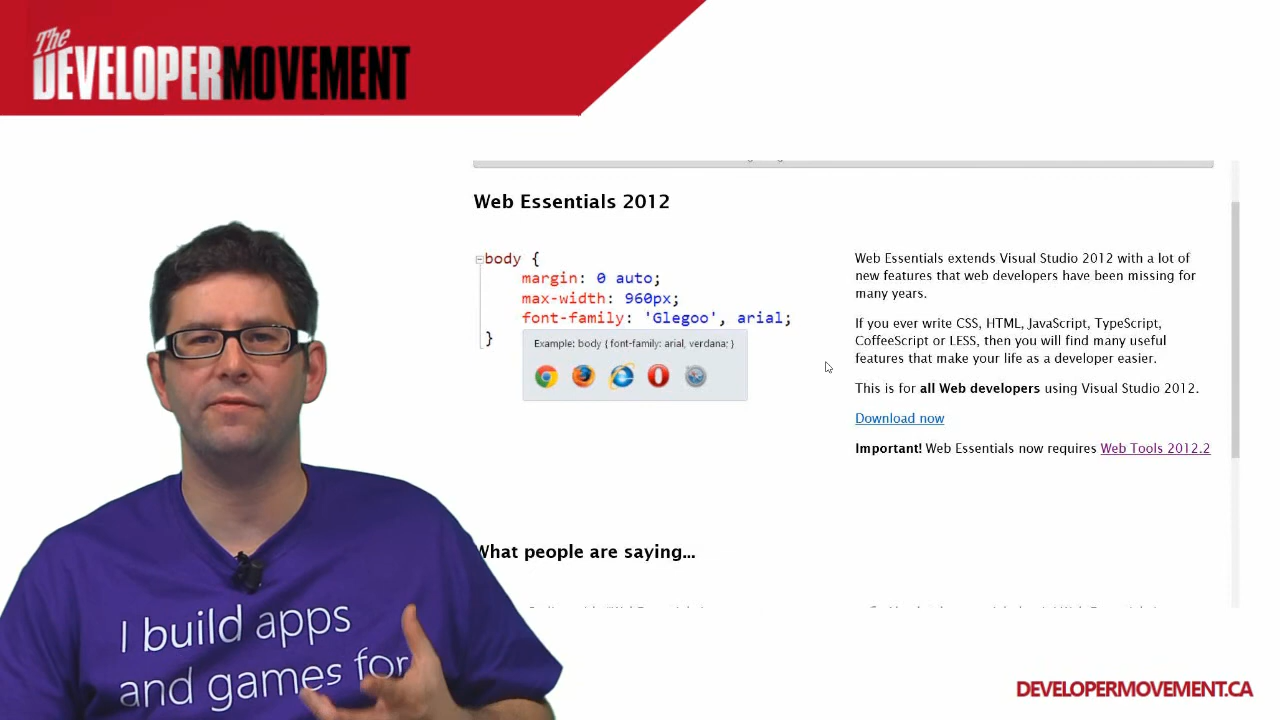 The
DEVELOPERMOVEMENT
Web Essentials 2012
body {
margin: 0 auto;
max-width: 960px;
font-family: 'Glegoo', arial;
}
Example: body { font-family: arial, verdana; }
Web Essentials extends Visual Studio 2012 with a lot of
new features that web developers have been missing for
many years.
If you ever write CSS, HTML, JavaScript, TypeScript,
CoffeeScript or LESS, then you will find many useful
features that make your life as a developer easier.
This is for all Web developers using Visual Studio 2012.
Download now
Important! Web Essentials now requires Web Tools 2012.2
What people are saying...
I build apps
and games for
DEVELOPERMOVEMENT.CA